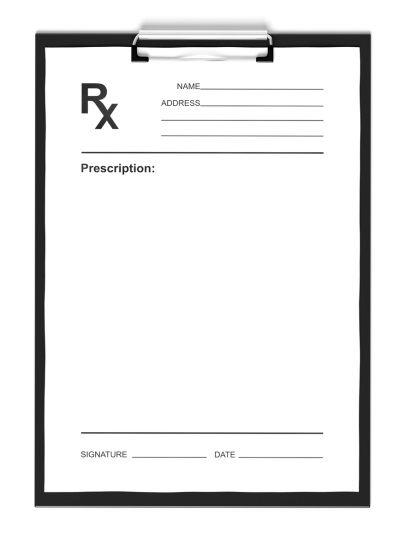 Rx
NAME
ADDRESS
Prescription:
SIGNATURE DATE